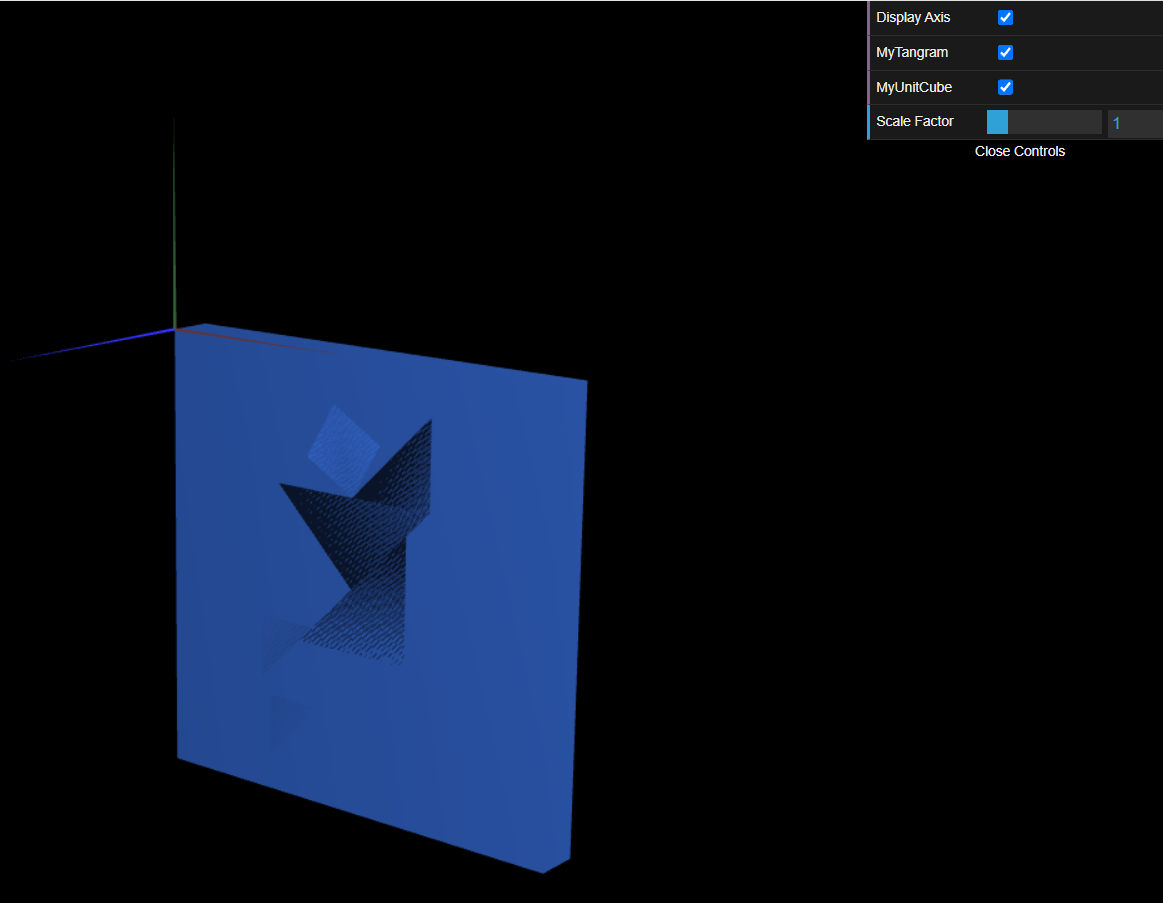 Display Axis
MyTangram
MyUnitCube
Scale Factor 1
Close Controls